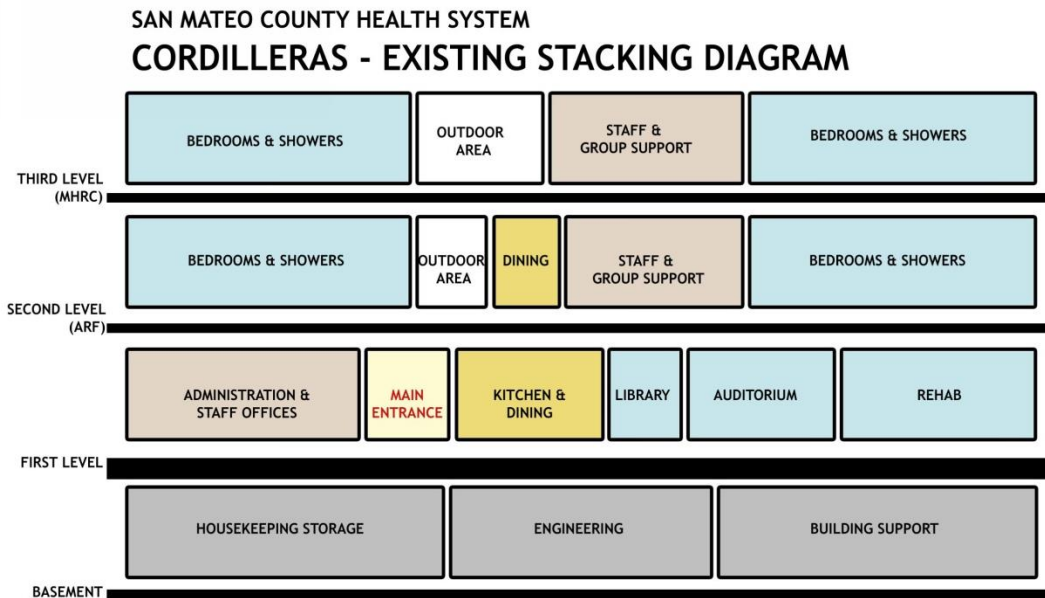 SAN MATEO COUNTY HEALTH SYSTEM
CORDILLERAS - EXISTING STACKING DIAGRAM
BEDROOMS & SHOWERS
OUTDOOR
AREA
STAFF &
GROUP SUPPORT
BEDROOMS & SHOWERS
THIRD LEVEL
(MHRC)
BEDROOMS & SHOWERS
OUTDOOR
AREA
DINING
STAFF &
GROUP SUPPORT
BEDROOMS & SHOWERS
SECOND LEVEL
(ARF)
ADMINISTRATION &
STAFF OFFICES
MAIN
ENTRANCE
KITCHEN &
DINING
LIBRARY
AUDITORIUM
REHAB
FIRST LEVEL
HOUSEKEEPING STORAGE
ENGINEERING
BUILDING SUPPORT
BASEMENT